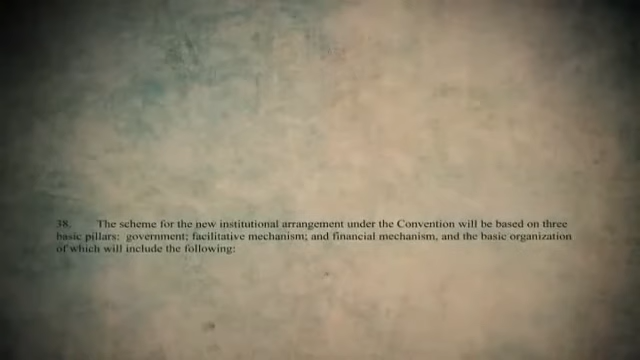 38. The scheme for the new institutional arrangement under the Convention will be based on three
basic pillars: government; facilitative mechanism; and financial mechanism, and the basic organization
of which will include the following: